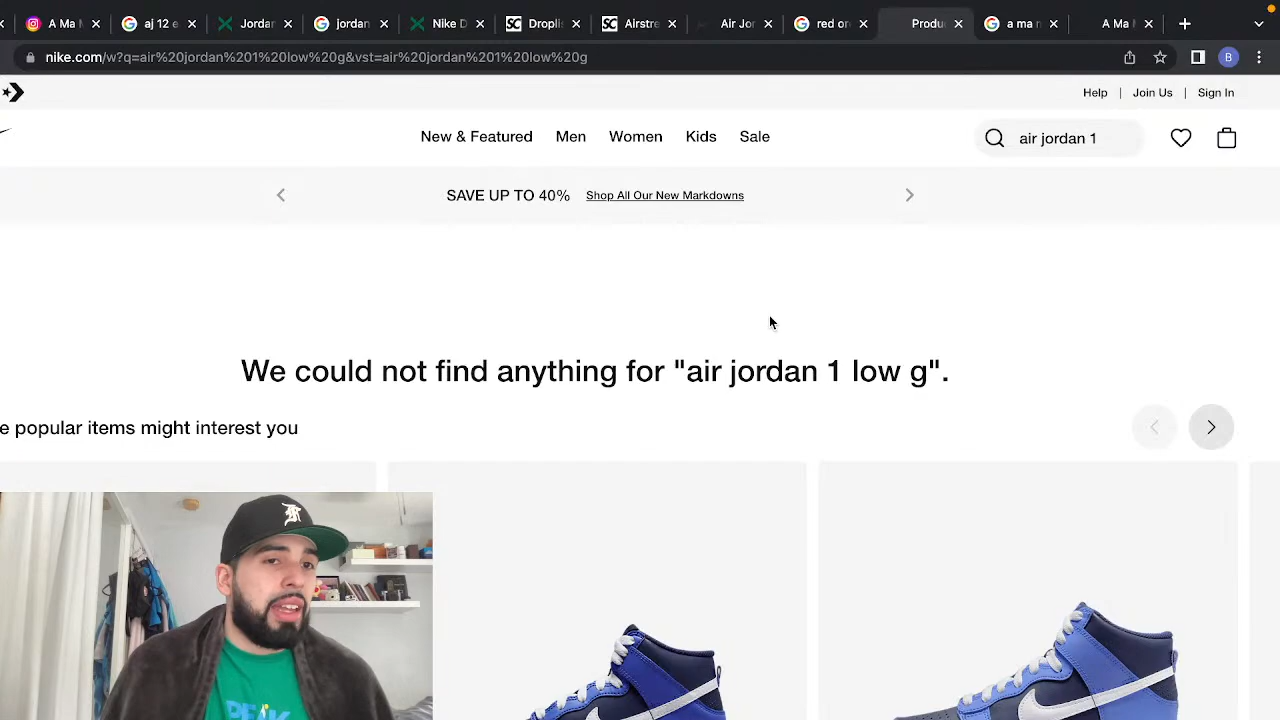 A Ma M
aj 12 e
Jordan
jordan
Nike D
Dropli
Airstre
Air Jor
red or
Produc
a ma n
A Ma M
nike.com/w?q=air%20jordan%201%20low%20g&vst=air%20jordan%201%20low%20g
B
Help | Join Us | Sign In
New & Featured Men Women Kids Sale
air jordan 1
SAVE UP TO 40% Shop All Our New Markdowns
We could not find anything for "air jordan 1 low g".
e popular items might interest you
PEAK